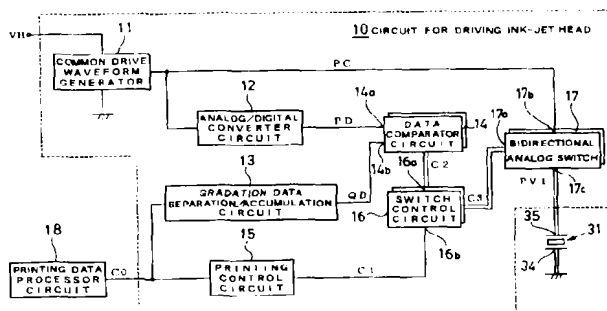 10 CIRCUIT FOR DRIVING INK-JET HEAD
VH
11
COMMON DRIVE
WAVEFORM
GENERATOR
PC
12
ANALOG/DIGITAL
CONVERTER
CIRCUIT
PD
14a
14
DATA
COMPARATOR
CIRCUIT
14b
17b
17
17a
BIDIRECTIONAL
ANALOG SWITCH
17c
PV1
13
GRADATION DATA
SEPARATION/ACCUMULATION
CIRCUIT
QD
C2
16a
16
SWITCH
CONTROL
CIRCUIT
C3
16b
18
PRINTING DATA
PROCESSOR
CIRCUIT
C0
15
PRINTING
CONTROL
CIRCUIT
C1
35
31
34